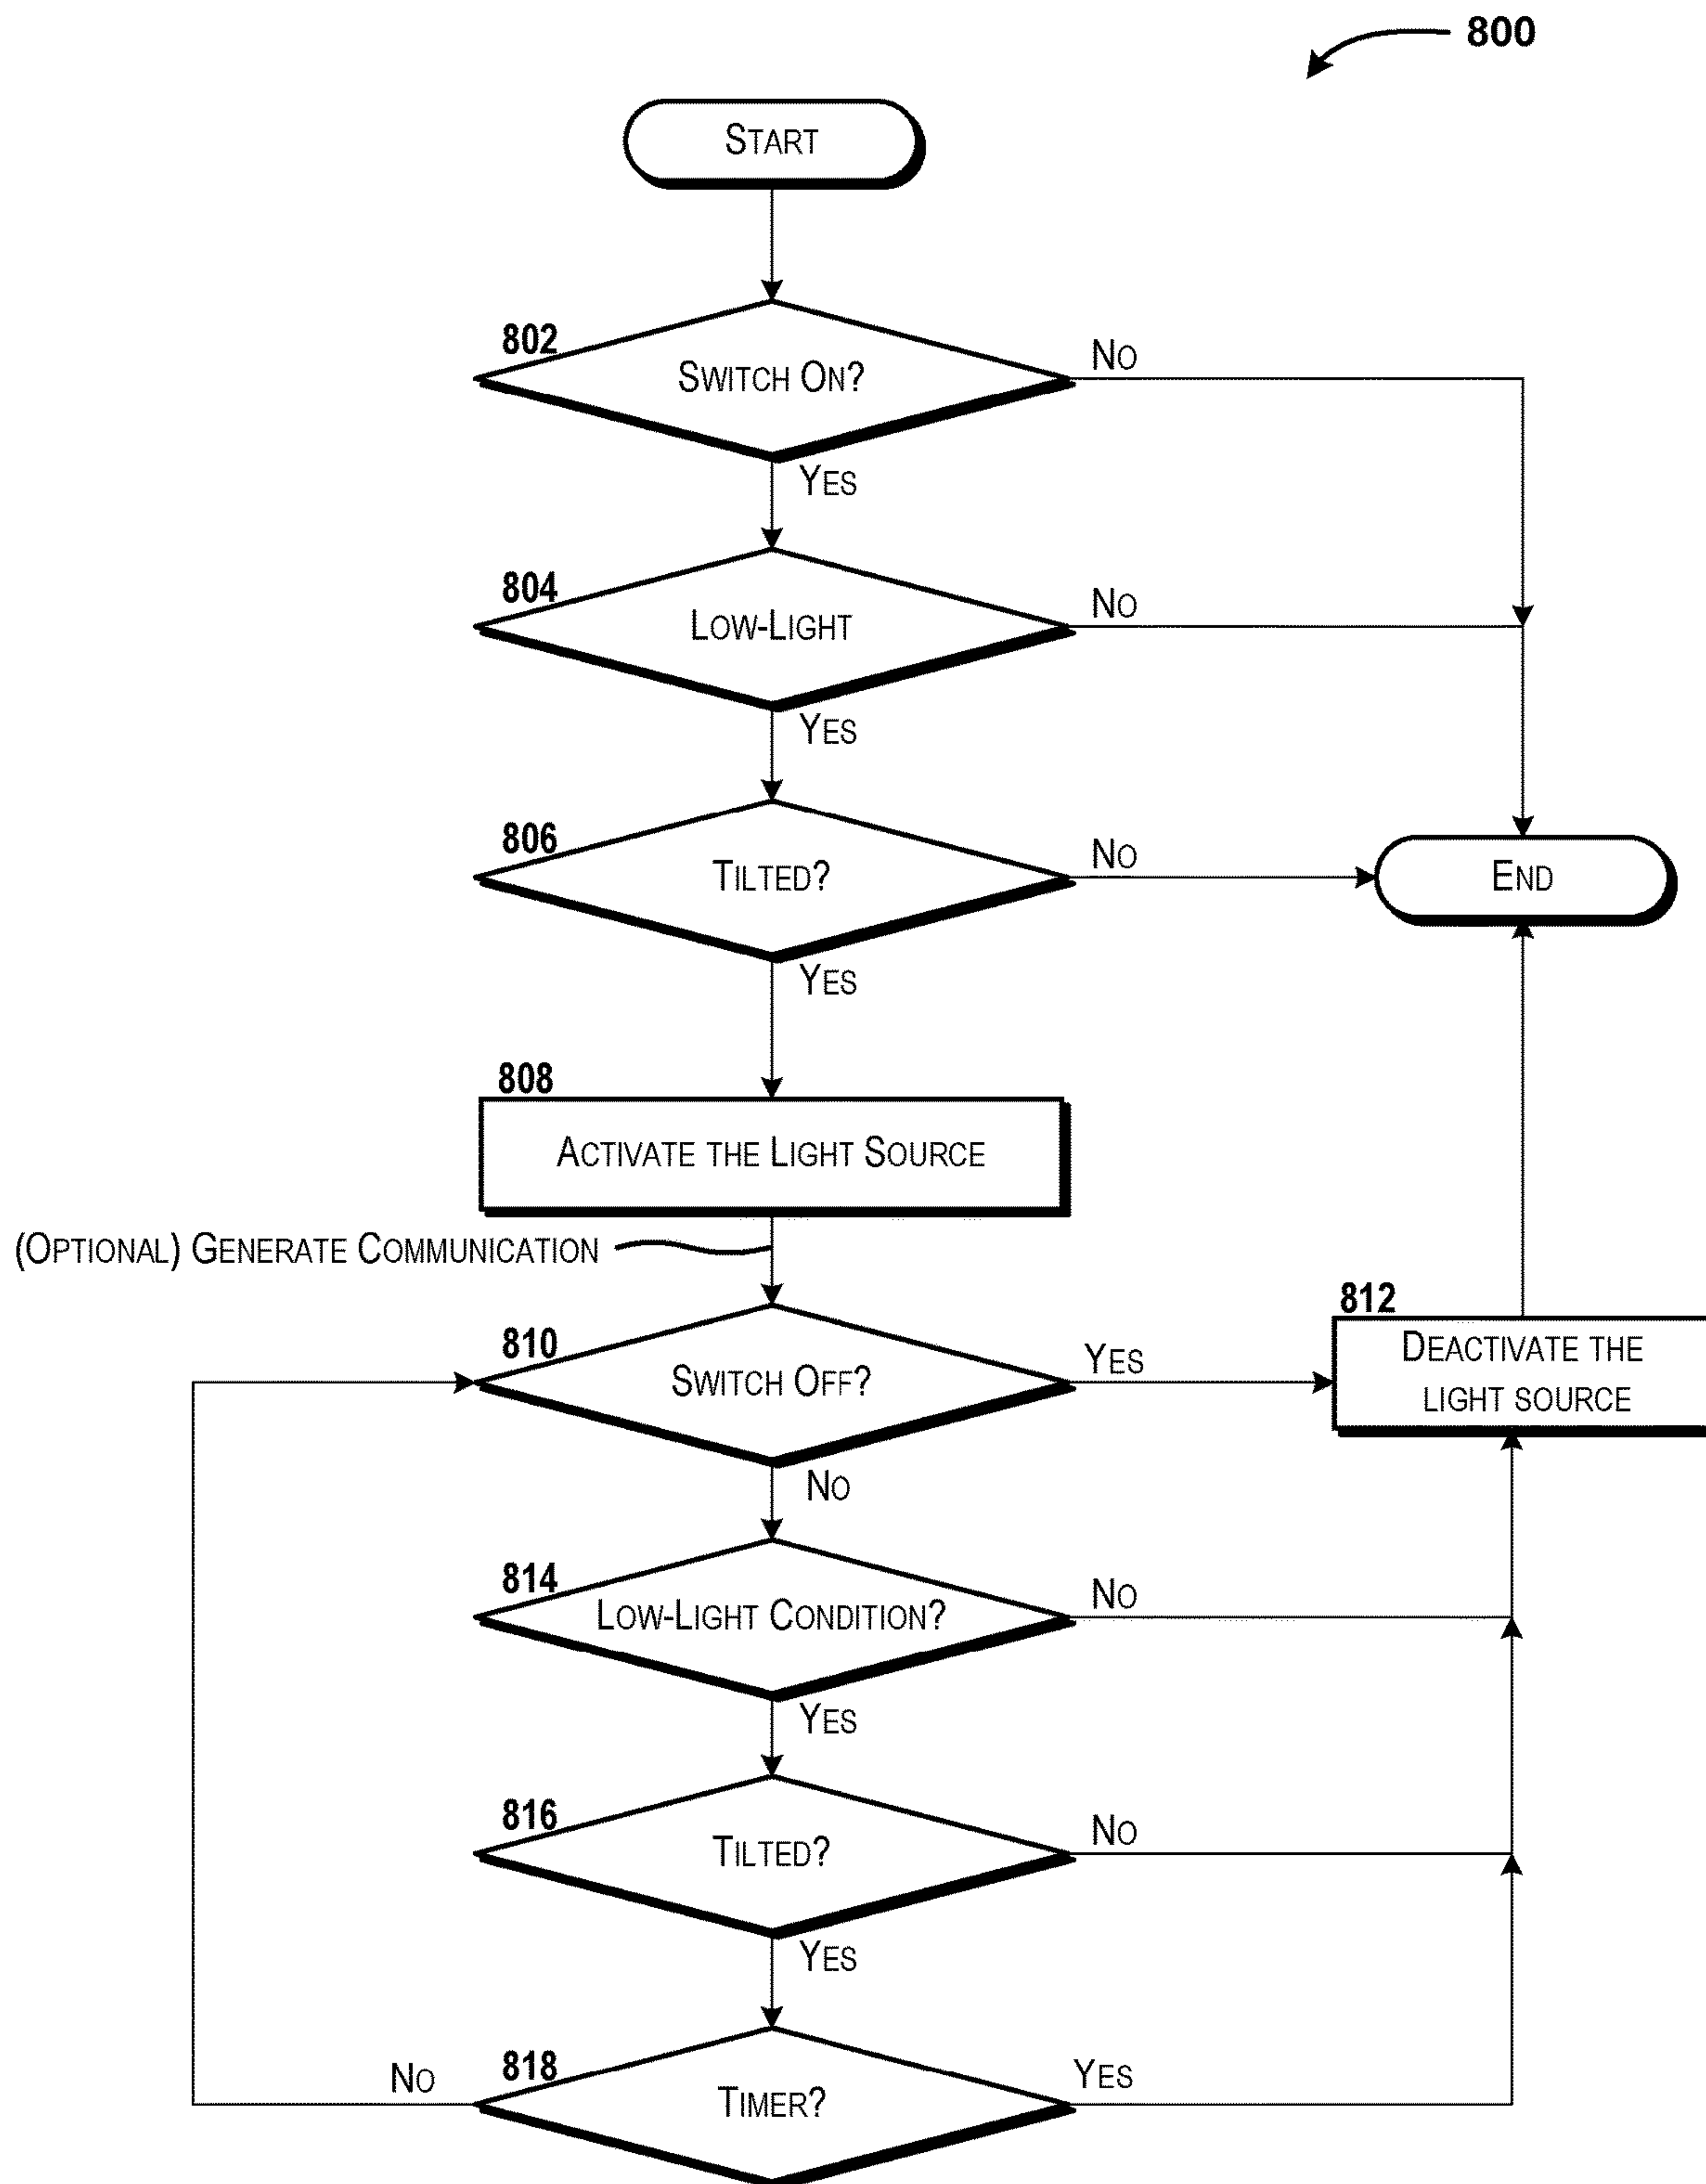 800
START
802
SWITCH ON?
NO
YES
804
LOW-LIGHT
NO
YES
806
TILTED?
NO
END
YES
808
ACTIVATE THE LIGHT SOURCE
(OPTIONAL) GENERATE COMMUNICATION
810
SWITCH OFF?
YES
812
DEACTIVATE THE
LIGHT SOURCE
NO
814
LOW-LIGHT CONDITION?
NO
YES
816
TILTED?
NO
YES
818
TIMER?
NO
YES